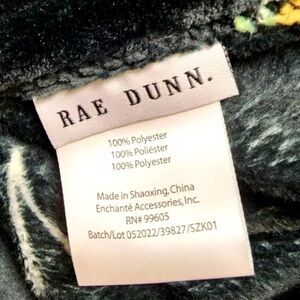 RAE DUNN.
100% Polyester
100% Poliéster
100% Polyester
Made in Shaoxing,China
Enchanté Accessories,Inc.
RN# 99605
Batch/Lot 052022/39827/SZK01